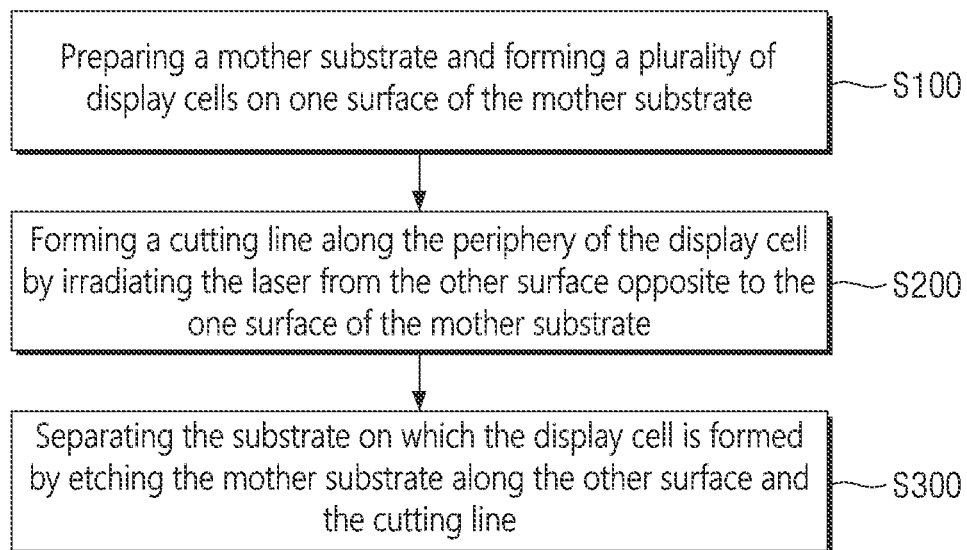 Preparing a mother substrate and forming a plurality of
display cells on one surface of the mother substrate
S100
Forming a cutting line along the periphery of the display cell
by irradiating the laser from the other surface opposite to the
one surface of the mother substrate
S200
Separating the substrate on which the display cell is formed
by etching the mother substrate along the other surface and
the cutting line
S300